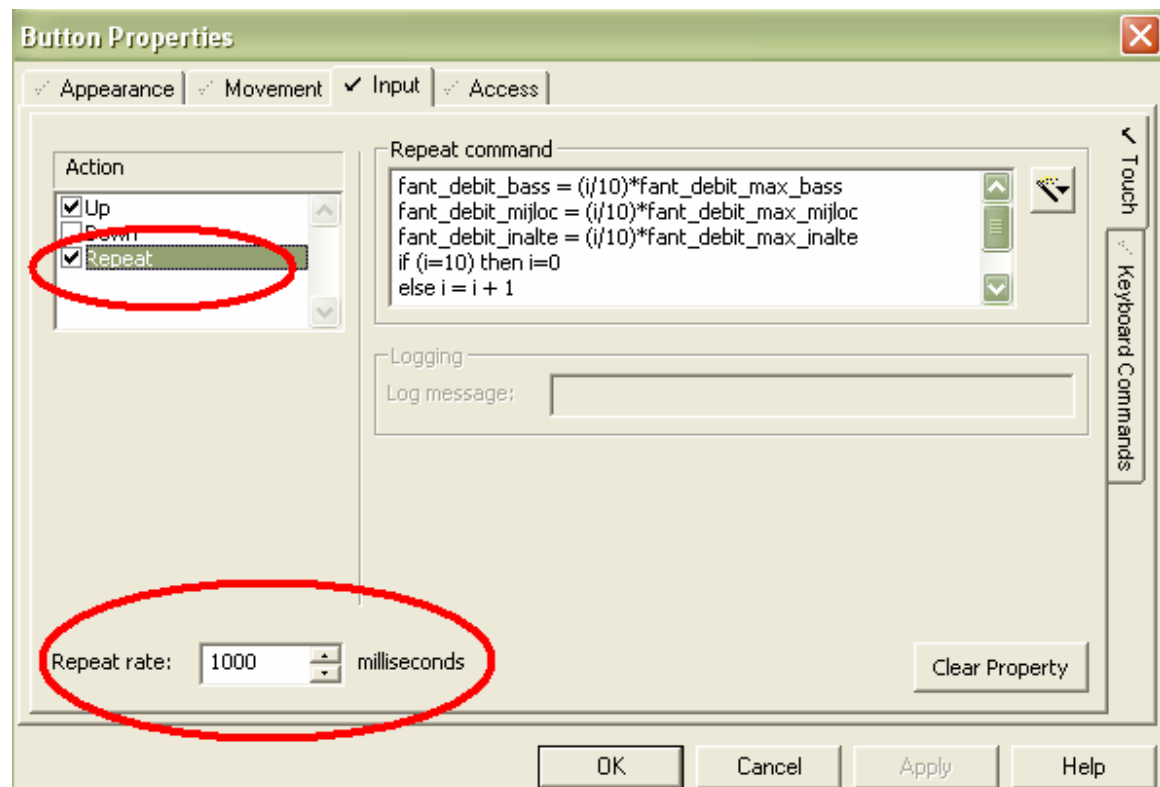 Button Properties
Appearance Movement Input Access
Action
Up
Down
Repeat
Repeat command
fant_debit_bass = (i/10)*fant_debit_max_bass
fant_debit_mijloc = (i/10)*fant_debit_max_mijloc
fant_debit_inalte = (i/10)*fant_debit_max_inalte
if (i=10) then i=0
else i = i + 1
Logging
Log message:
Touch
Keyboard Commands
Repeat rate: 1000 milliseconds
Clear Property
OK Cancel Apply Help